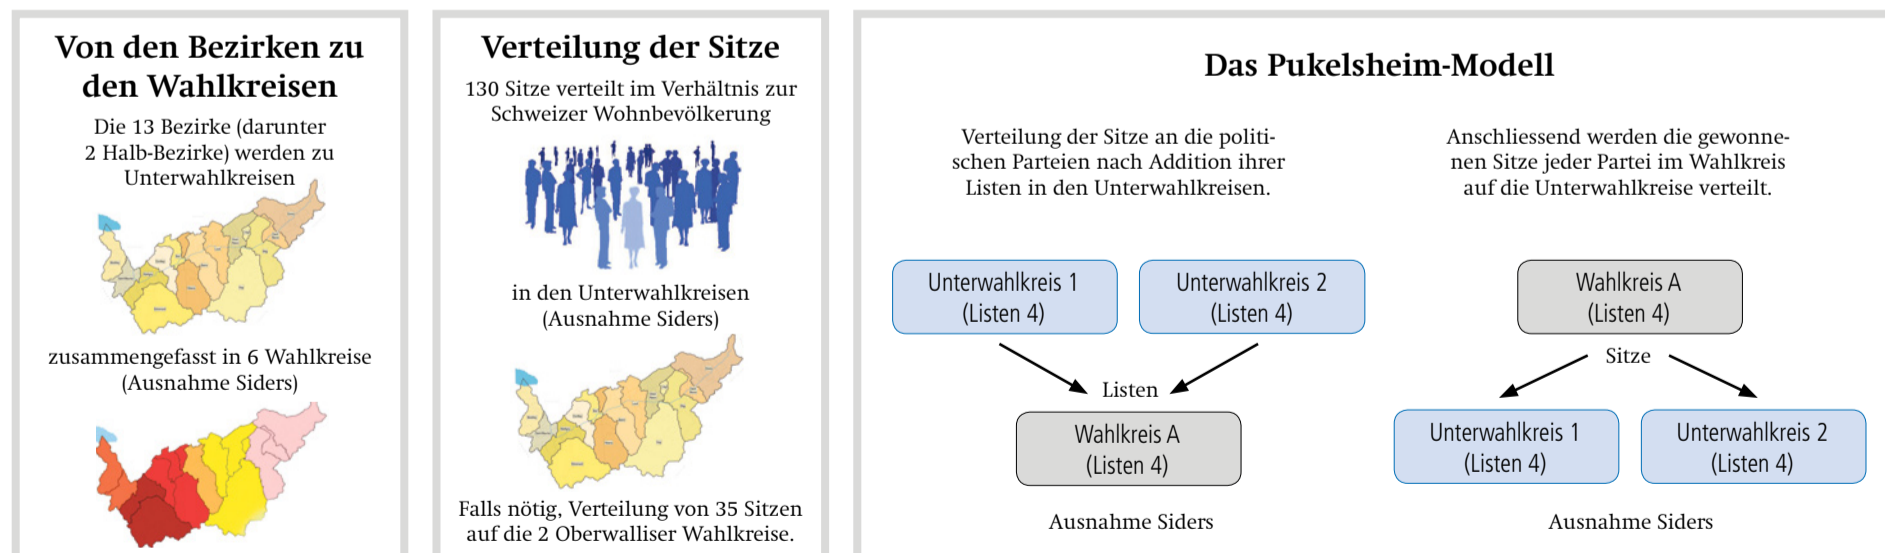 Von den Bezirken zu
den Wahlkreisen
Die 13 Bezirke (darunter
2 Halb-Bezirke) werden zu
Unterwahlkreisen
zusammengefasst in 6 Wahlkreise
(Ausnahme Siders)
Verteilung der Sitze
130 Sitze verteilt im Verhältnis zur
Schweizer Wohnbevölkerung
in den Unterwahlkreisen
(Ausnahme Siders)
Falls nötig, Verteilung von 35 Sitzen
auf die 2 Oberwalliser Wahlkreise.
Das Pukelsheim-Modell
Verteilung der Sitze an die politi-
schen Parteien nach Addition ihrer
Listen in den Unterwahlkreisen.
Unterwahlkreis 1
(Listen 4)
Unterwahlkreis 2
(Listen 4)
Listen
Wahlkreis A
(Listen 4)
Ausnahme Siders
Anschliessend werden die gewonne-
nen Sitze jeder Partei im Wahlkreis
auf die Unterwahlkreise verteilt.
Wahlkreis A
(Listen 4)
Sitze
Unterwahlkreis 1
(Listen 4)
Unterwahlkreis 2
(Listen 4)
Ausnahme Siders